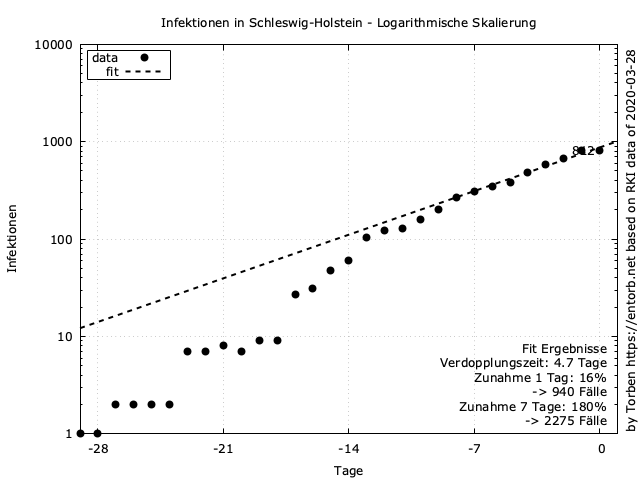 Infektionen in Schleswig-Holstein - Logarithmische Skalierung
10000
1000
100
10
1
data
fit
812
Infektionen
Fit Ergebnisse
Verdopplungszeit: 4.7 Tage
Zunahme 1 Tag: 16%
-> 940 Fälle
Zunahme 7 Tage: 180%
-> 2275 Fälle
-28 -21 -14 -7 0
Tage
by Torben https://entorb.net based on RKI data of 2020-03-28